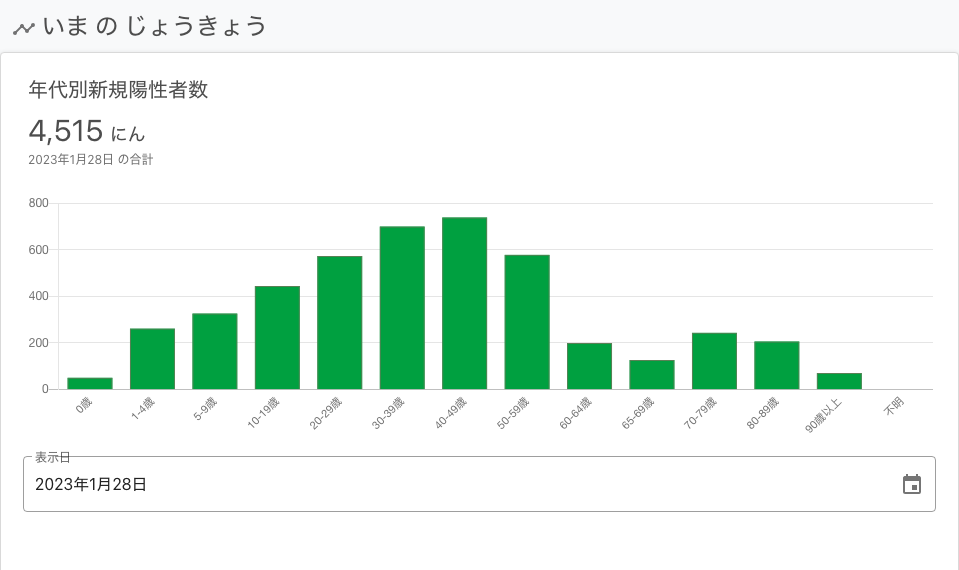 いま の じょうきょう
年代別新規陽性者数
4,515 にん
2023年1月28日 の合計
800
600
400
200
0
0歳
1-4歳
5-9歳
10-19歳
20-29歳
30-39歳
40-49歳
50-59歳
60-64歳
65-69歳
70-79歳
80-89歳
90歳以上
不明
表示日
2023年1月28日